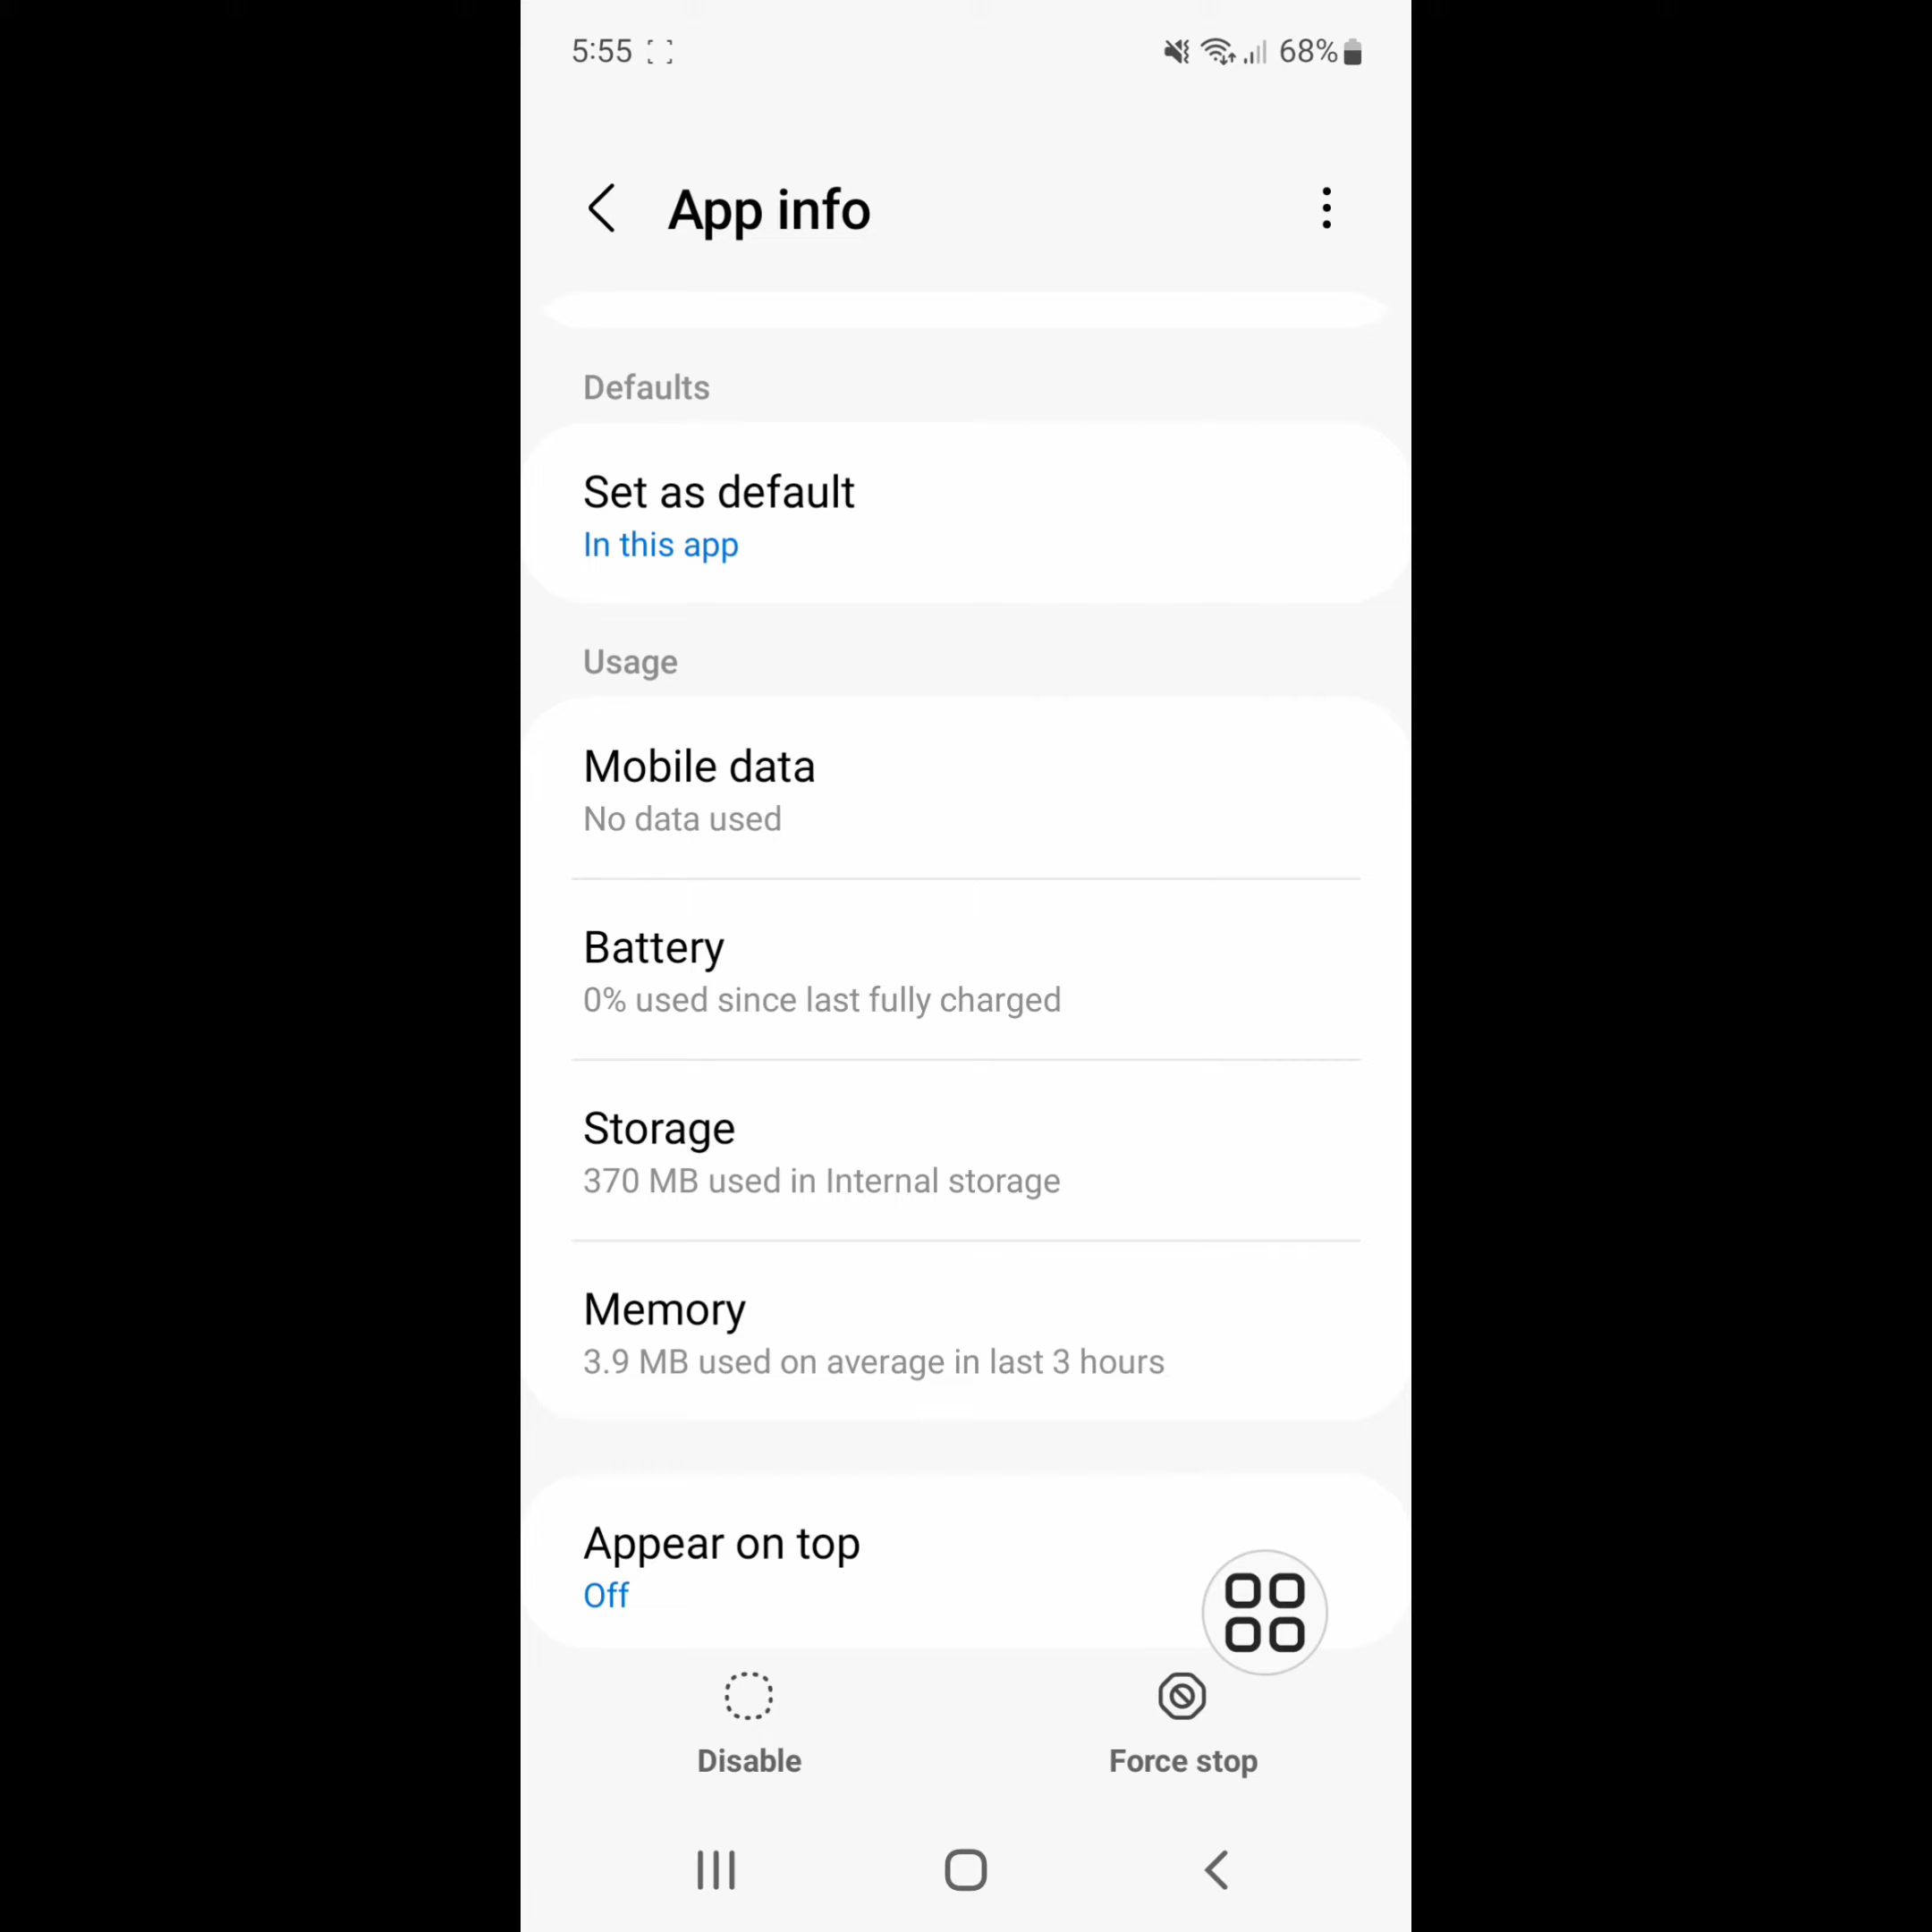 5:55
68%
App info
Defaults
Set as default
In this app
Usage
Mobile data
No data used
Battery
0% used since last fully charged
Storage
370 MB used in Internal storage
Memory
3.9 MB used on average in last 3 hours
Appear on top
Off
Disable
Force stop